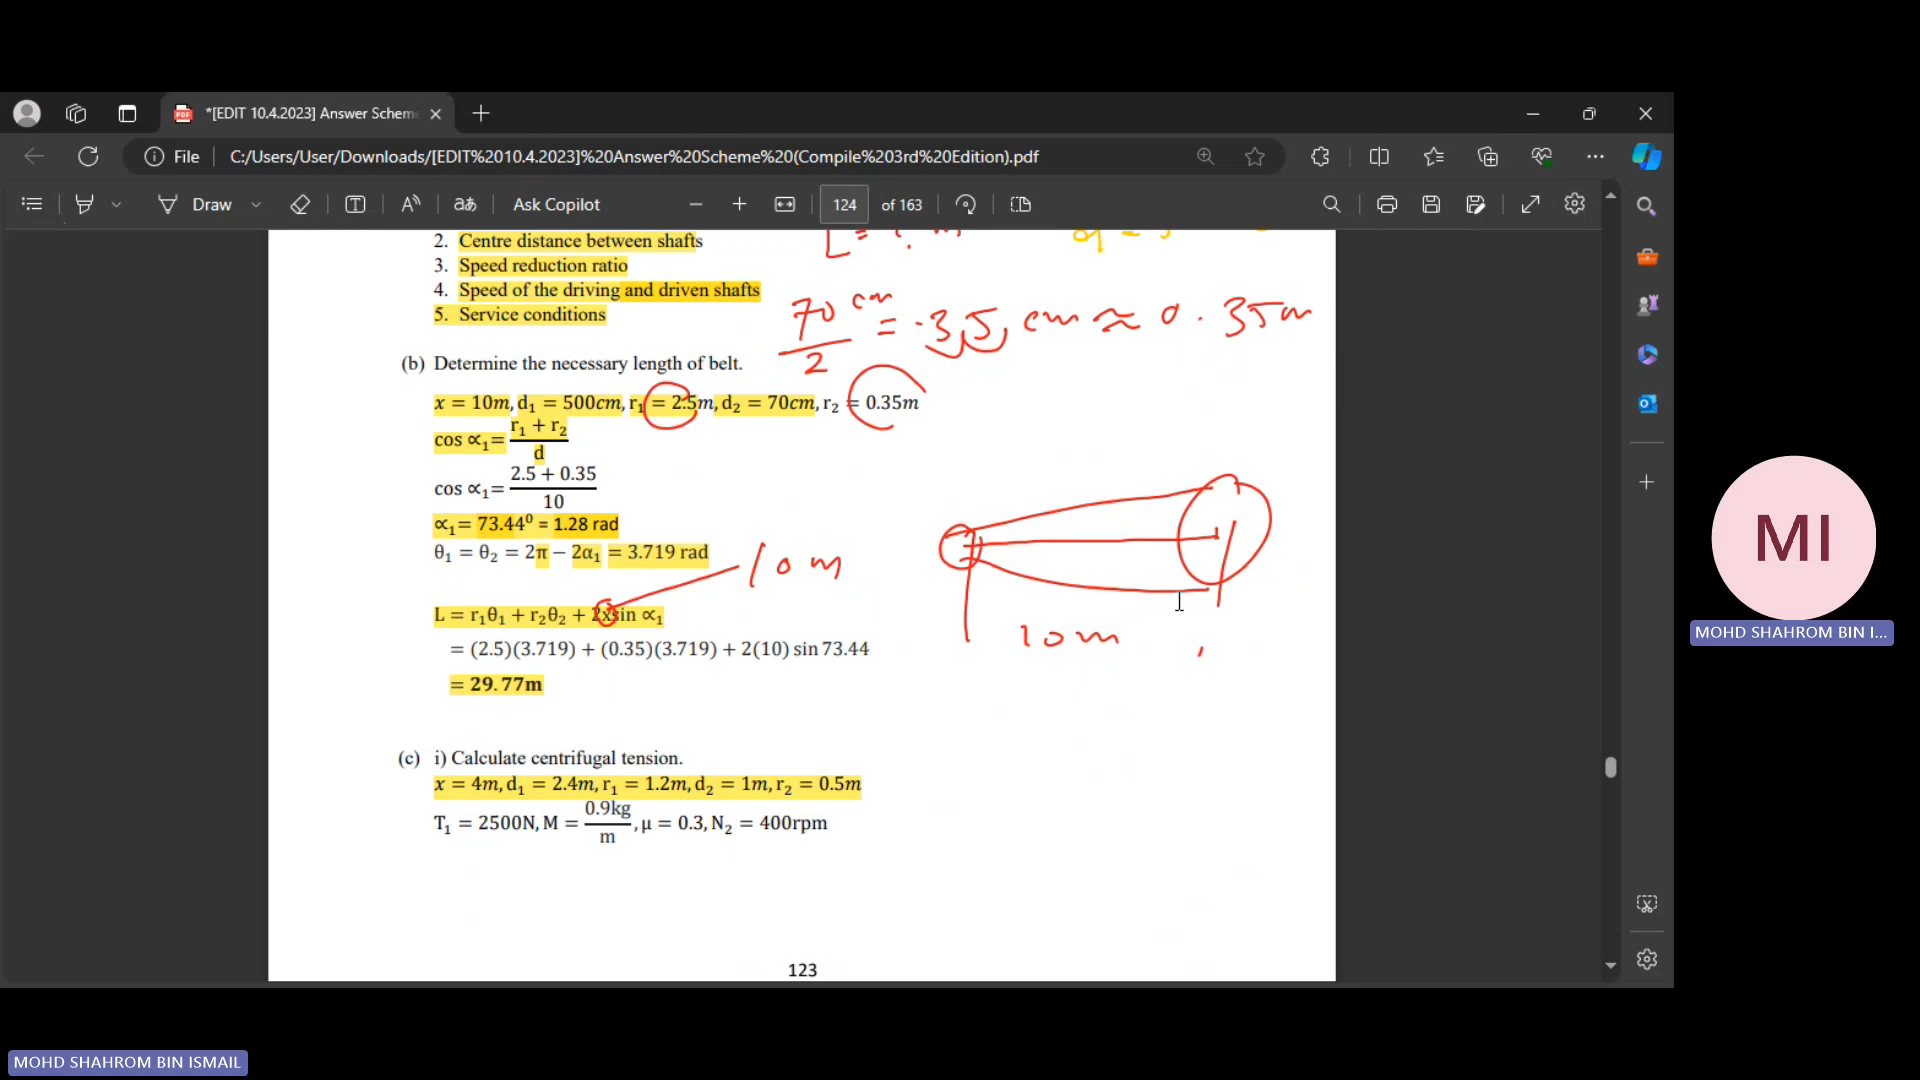 *[EDIT 10.4.2023] Answer Schem
File
C:/Users/User/Downloads/[EDIT%2010.4.2023]%20Answer%20Scheme%20(Compile%203rd%20Edition).pdf
Draw
Ask Copilot
124
of 163
2. Centre distance between shafts
3. Speed reduction ratio
4. Speed of the driving and driven shafts
5. Service conditions
L = ? m
70 cm / 2 = 35, cm ≈ 0.35m
(b) Determine the necessary length of belt.
x = 10m, d₁ = 500cm, r₁ = 2.5m, d₂ = 70cm, r₂ = 0.35m
cos ∝₁= (r₁ + r₂)/d
cos ∝₁= (2.5 + 0.35)/10
∝₁= 73.44⁰ = 1.28 rad
θ₁ = θ₂ = 2π − 2α₁ = 3.719 rad
10 m
L = r₁θ₁ + r₂θ₂ + 2xsin ∝₁
= (2.5)(3.719) + (0.35)(3.719) + 2(10) sin 73.44
= 29.77m
10 m
(c) i) Calculate centrifugal tension.
x = 4m, d₁ = 2.4m, r₁ = 1.2m, d₂ = 1m, r₂ = 0.5m
T₁ = 2500N, M = 0.9kg/m, μ = 0.3, N₂ = 400rpm
123
MI
MOHD SHAHROM BIN I...
MOHD SHAHROM BIN ISMAIL